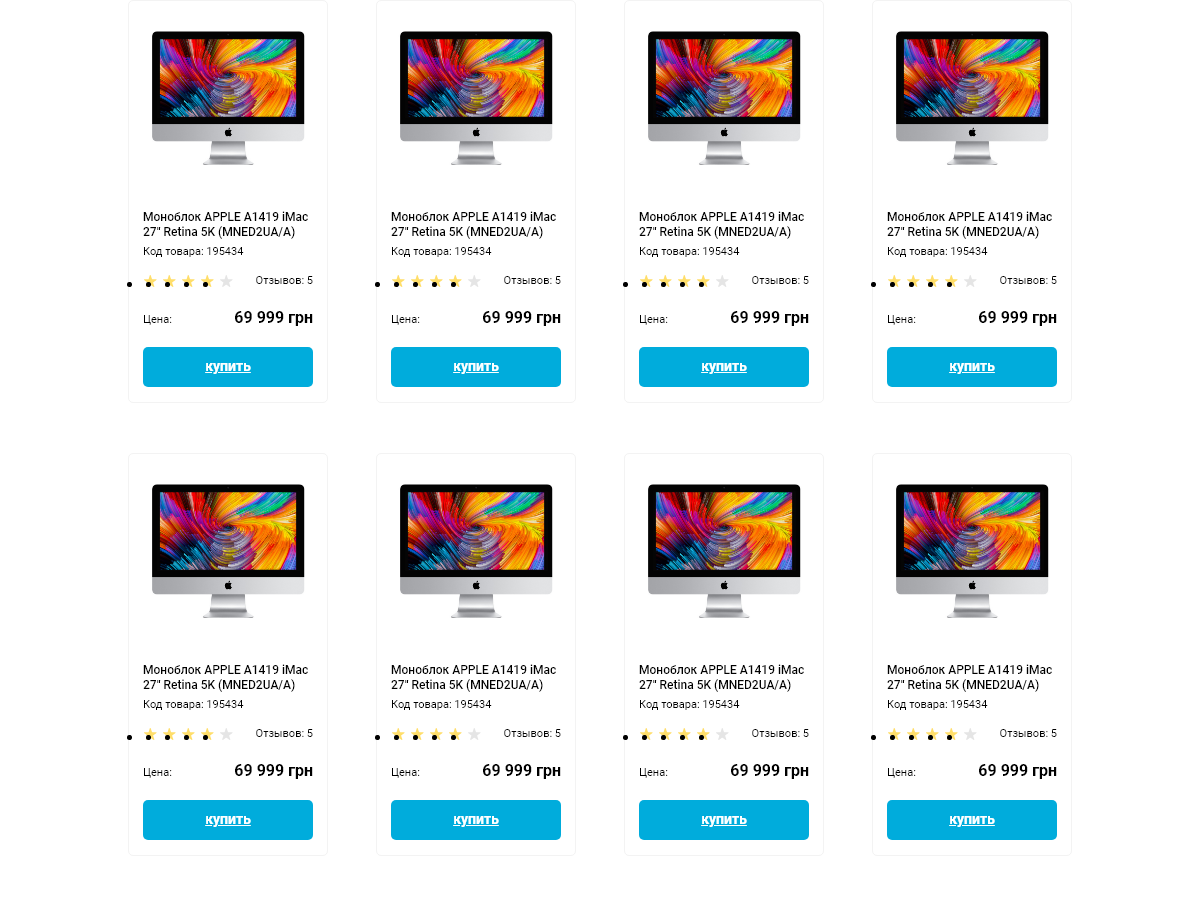 Моноблок APPLE A1419 iMac
27" Retina 5K (MNED2UA/A)
Код товара: 195434
Отзывов: 5
Цена: 69 999 грн
купить
Моноблок APPLE A1419 iMac
27" Retina 5K (MNED2UA/A)
Код товара: 195434
Отзывов: 5
Цена: 69 999 грн
купить
Моноблок APPLE A1419 iMac
27" Retina 5K (MNED2UA/A)
Код товара: 195434
Отзывов: 5
Цена: 69 999 грн
купить
Моноблок APPLE A1419 iMac
27" Retina 5K (MNED2UA/A)
Код товара: 195434
Отзывов: 5
Цена: 69 999 грн
купить
Моноблок APPLE A1419 iMac
27" Retina 5K (MNED2UA/A)
Код товара: 195434
Отзывов: 5
Цена: 69 999 грн
купить
Моноблок APPLE A1419 iMac
27" Retina 5K (MNED2UA/A)
Код товара: 195434
Отзывов: 5
Цена: 69 999 грн
купить
Моноблок APPLE A1419 iMac
27" Retina 5K (MNED2UA/A)
Код товара: 195434
Отзывов: 5
Цена: 69 999 грн
купить
Моноблок APPLE A1419 iMac
27" Retina 5K (MNED2UA/A)
Код товара: 195434
Отзывов: 5
Цена: 69 999 грн
купить